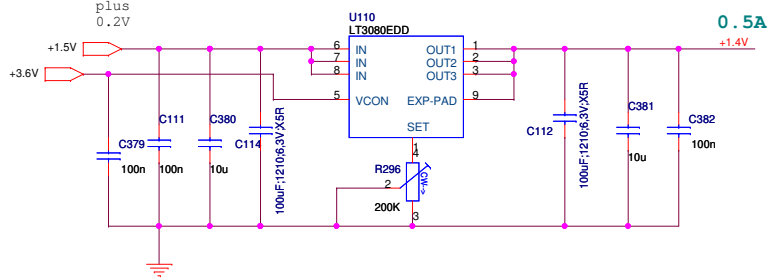 plus
0.2V
U110
LT3080EDD
0.5A
+1.4V
+1.5V
+3.6V
6 IN OUT1 1
7 IN OUT2 2
8 IN OUT3 3
5 VCON EXP-PAD 9
SET
1
4
C379
100n
C111
100n
C380
10u
C114
100uF;1210;6,3V;X5R
R296
2
CW->
200K
3
C112
100uF;1210;6,3V;X5R
C381
10u
C382
100n